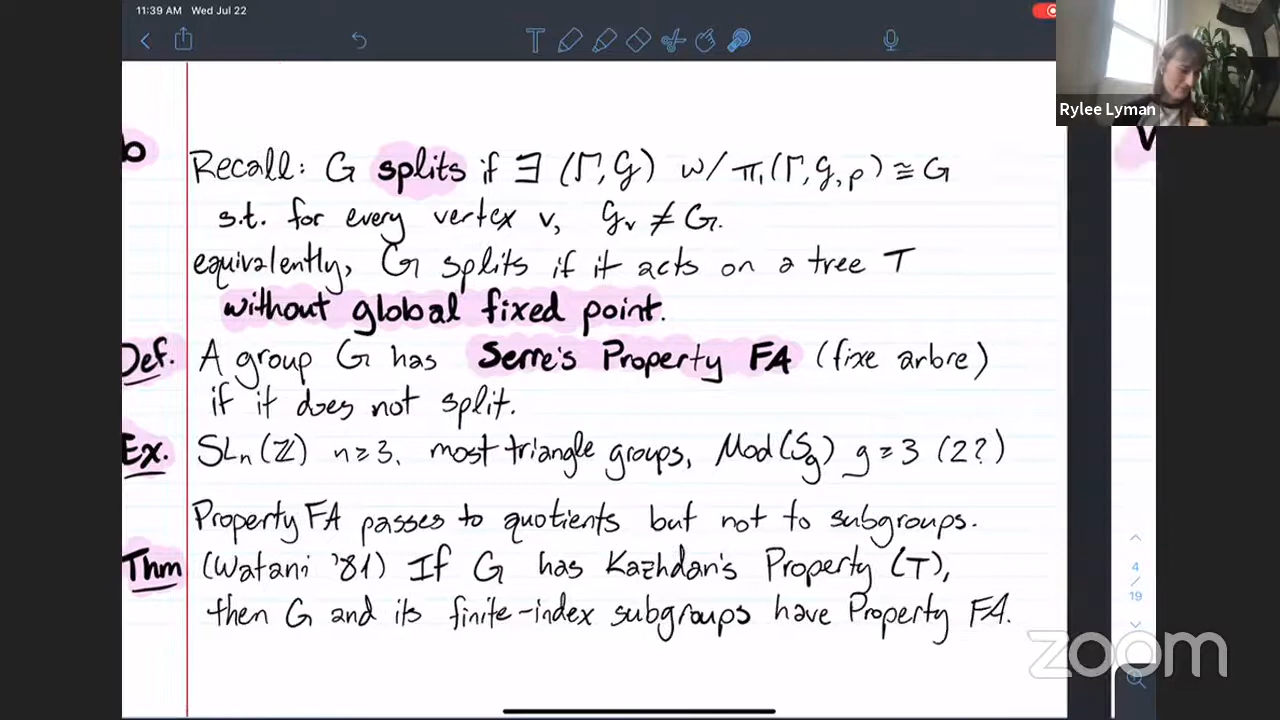 11:39 AM Wed Jul 22
Rylee Lyman
Recall: G splits if ∃ (Γ, 𝒢) w/ π₁(Γ, 𝒢, p) ≅ G
s.t. for every vertex v, 𝒢ᵥ ≠ G.
equivalently, G splits if it acts on a tree T
without global fixed point.
Def. A group G has Serre's Property FA (fixe arbre)
if it does not split.
Ex. SLₙ(ℤ) n≥3, most triangle groups, Mod(S_g) g≥3 (2?)
Property FA passes to quotients but not to subgroups.
Thm (Watani '81) If G has Kazhdan's Property (T),
then G and its finite-index subgroups have Property FA.
4
/
19
zoom